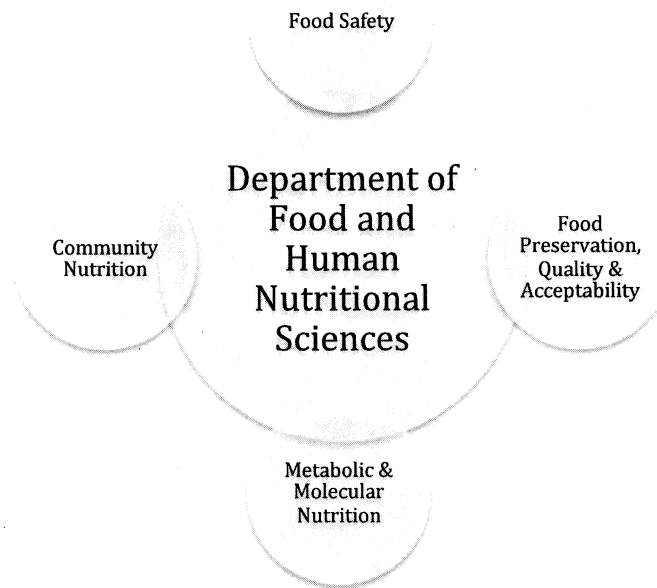 Food Safety
Department of
Food and
Human
Nutritional
Sciences
Community
Nutrition
Food
Preservation,
Quality &
Acceptability
Metabolic &
Molecular
Nutrition